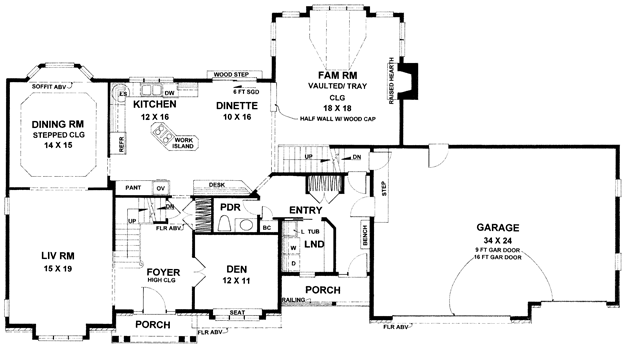 SOFFIT ABV
DINING RM
STEPPED CLG
14 X 15
LS
DW
KITCHEN
12 X 16
REFR
WORK
ISLAND
WOOD STEP
6 FT SGD
DINETTE
10 X 16
FAM RM
VAULTED/ TRAY
CLG
18 X 18
HALF WALL W/ WOOD CAP
RAISED HEARTH
UP
DN
STEP
PANT
OV
DESK
UP
DN
FLR ABV
PDR
ENTRY
BC
L TUB
LND
W
D
BENCH
GARAGE
34 X 24
9 FT GAR DOOR
16 FT GAR DOOR
LIV RM
15 X 19
FOYER
HIGH CLG
DEN
12 X 11
SEAT
PORCH
FLR ABV
PORCH
RAILING
FLR ABV